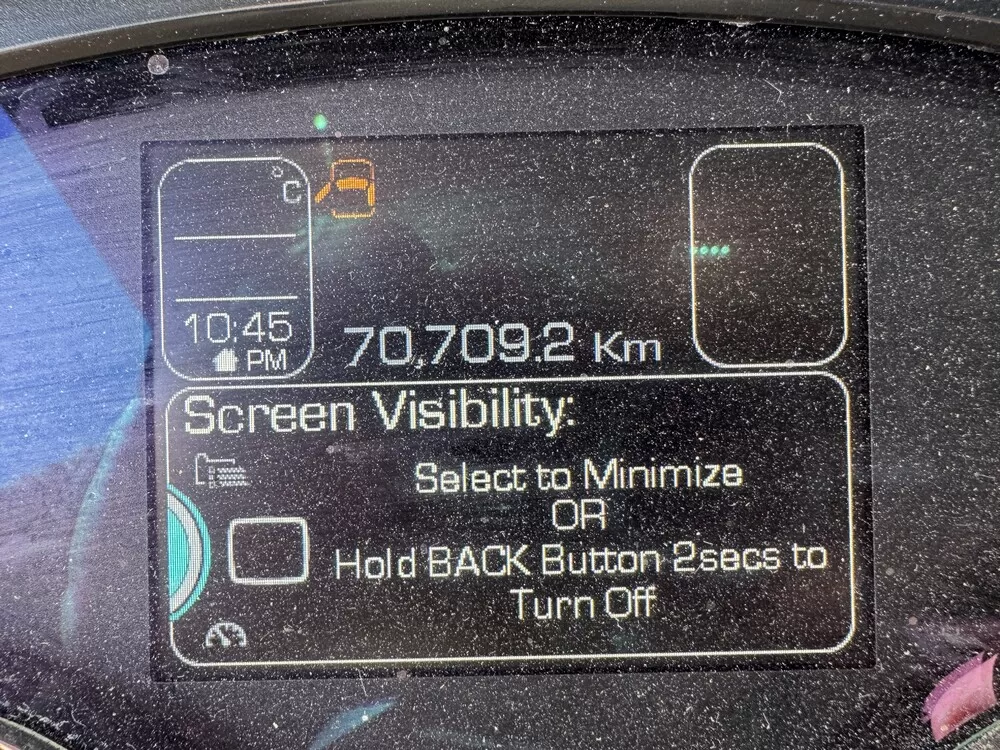 °C
10:45
PM
70,709.2 Km
Screen Visibility:
Select to Minimize
OR
Hold BACK Button 2secs to
Turn Off